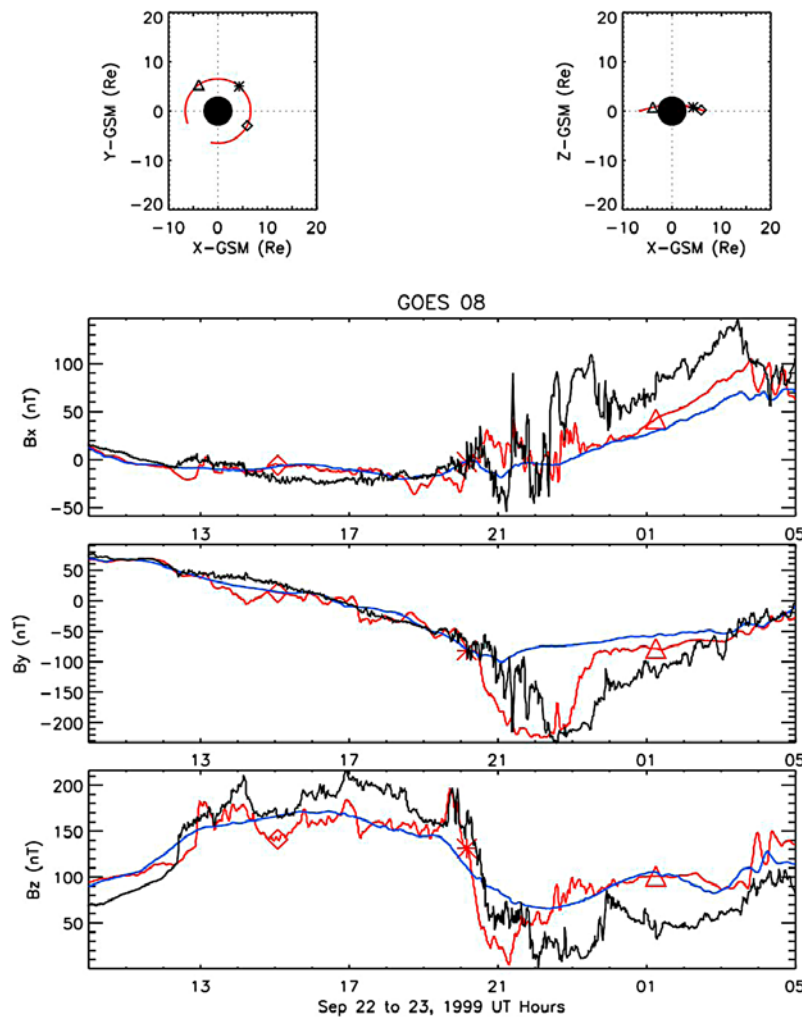 20
10
0
−10
−20
Y−GSM (Re)
−10 0 10 20
X−GSM (Re)
20
10
0
−10
−20
Z−GSM (Re)
−10 0 10 20
X−GSM (Re)
GOES 08
100
50
0
−50
Bx (nT)
13 17 21 01 05
50
0
−50
−100
−150
−200
By (nT)
13 17 21 01 05
200
150
100
50
Bz (nT)
13 17 21 01 05
Sep 22 to 23, 1999 UT Hours